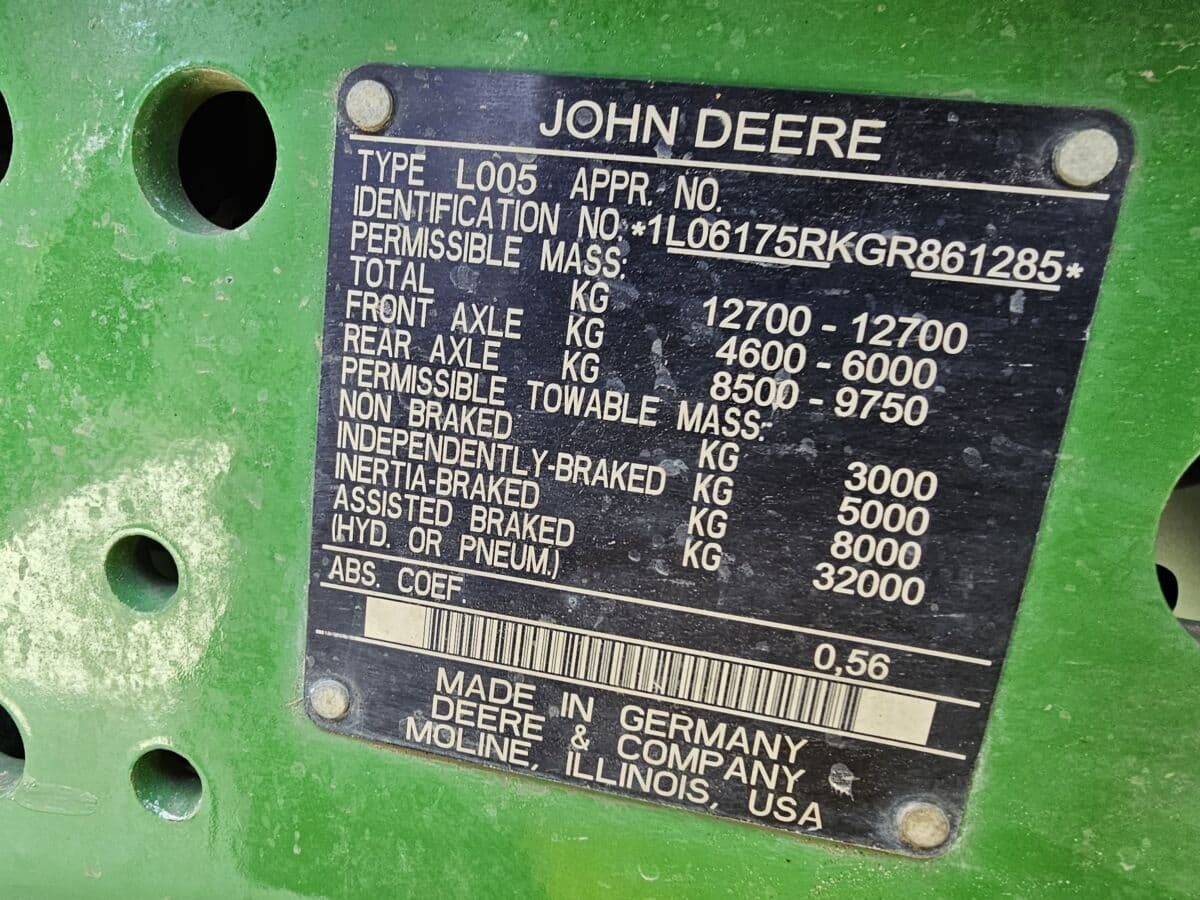 JOHN DEERE
TYPE L005 APPR. NO.
IDENTIFICATION NO. *1L06175RKGR861285*
PERMISSIBLE MASS:
TOTAL KG 12700 - 12700
FRONT AXLE KG 4600 - 6000
REAR AXLE KG 8500 - 9750
PERMISSIBLE TOWABLE MASS:
NON BRAKED KG 3000
INDEPENDENTLY-BRAKED KG 5000
INERTIA-BRAKED KG 8000
ASSISTED BRAKED KG 32000
(HYD. OR PNEUM.)
ABS. COEF. 0,56
MADE IN GERMANY
DEERE & COMPANY
MOLINE, ILLINOIS, USA